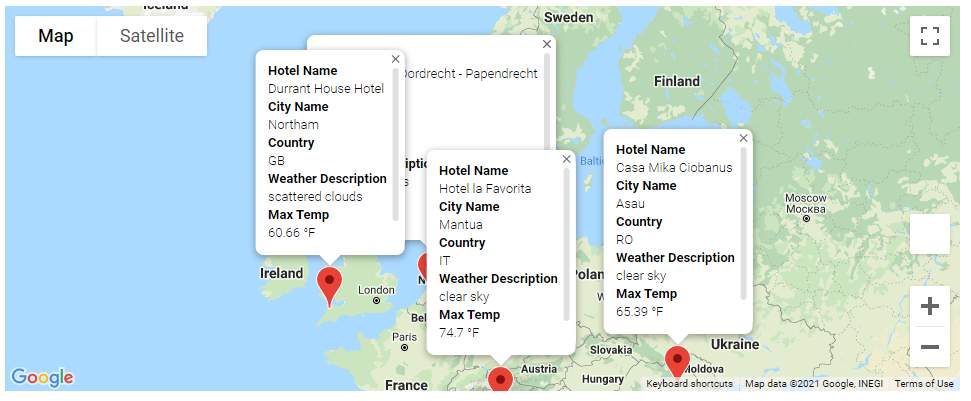 Iceland
Map
Satellite
Sweden
Finland
Dordrecht - Papendrecht
Hotel Name
Durrant House Hotel
City Name
Northam
Country
GB
Weather Description
scattered clouds
Max Temp
60.66 °F
Hotel Name
Hotel la Favorita
City Name
Mantua
Country
IT
Weather Description
clear sky
Max Temp
74.7 °F
Hotel Name
Casa Mika Ciobanus
City Name
Asau
Country
RO
Weather Description
clear sky
Max Temp
65.39 °F
Baltic
Moscow
Москва
Ireland
London
Paris
France
Austria
Slovakia
Hungary
Ukraine
Moldova
Google
Keyboard shortcuts
Map data ©2021 Google, INEGI
Terms of Use